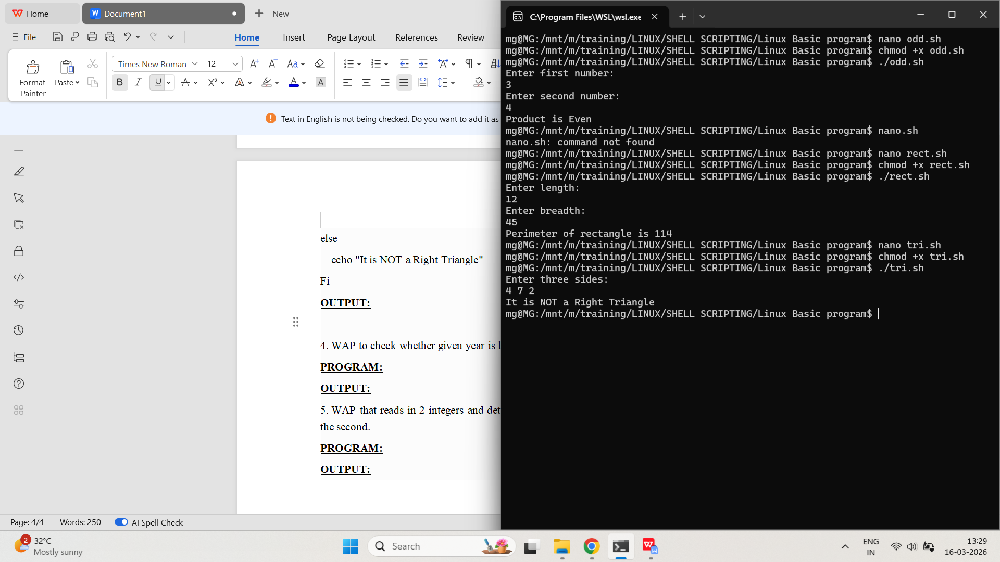 Home
Document1
New
File
Home
Insert
Page Layout
References
Review
Times New Roman
12
Format
Painter
Paste
Text in English is not being checked. Do you want to add it as
else
echo "It is NOT a Right Triangle"
Fi
OUTPUT:
4. WAP to check whether given year is l
PROGRAM:
OUTPUT:
5. WAP that reads in 2 integers and det
the second.
PROGRAM:
OUTPUT:
Page: 4/4
Words: 250
AI Spell Check
C:\Program Files\WSL\wsl.exe
mg@MG:/mnt/m/training/LINUX/SHELL SCRIPTING/Linux Basic program$ nano odd.sh
mg@MG:/mnt/m/training/LINUX/SHELL SCRIPTING/Linux Basic program$ chmod +x odd.sh
mg@MG:/mnt/m/training/LINUX/SHELL SCRIPTING/Linux Basic program$ ./odd.sh
Enter first number:
3
Enter second number:
4
Product is Even
mg@MG:/mnt/m/training/LINUX/SHELL SCRIPTING/Linux Basic program$ nano.sh
nano.sh: command not found
mg@MG:/mnt/m/training/LINUX/SHELL SCRIPTING/Linux Basic program$ nano rect.sh
mg@MG:/mnt/m/training/LINUX/SHELL SCRIPTING/Linux Basic program$ chmod +x rect.sh
mg@MG:/mnt/m/training/LINUX/SHELL SCRIPTING/Linux Basic program$ ./rect.sh
Enter length:
12
Enter breadth:
45
Perimeter of rectangle is 114
mg@MG:/mnt/m/training/LINUX/SHELL SCRIPTING/Linux Basic program$ nano tri.sh
mg@MG:/mnt/m/training/LINUX/SHELL SCRIPTING/Linux Basic program$ chmod +x tri.sh
mg@MG:/mnt/m/training/LINUX/SHELL SCRIPTING/Linux Basic program$ ./tri.sh
Enter three sides:
4 7 2
It is NOT a Right Triangle
mg@MG:/mnt/m/training/LINUX/SHELL SCRIPTING/Linux Basic program$
2
32°C
Mostly sunny
Search
ENG
IN
13:29
16-03-2026